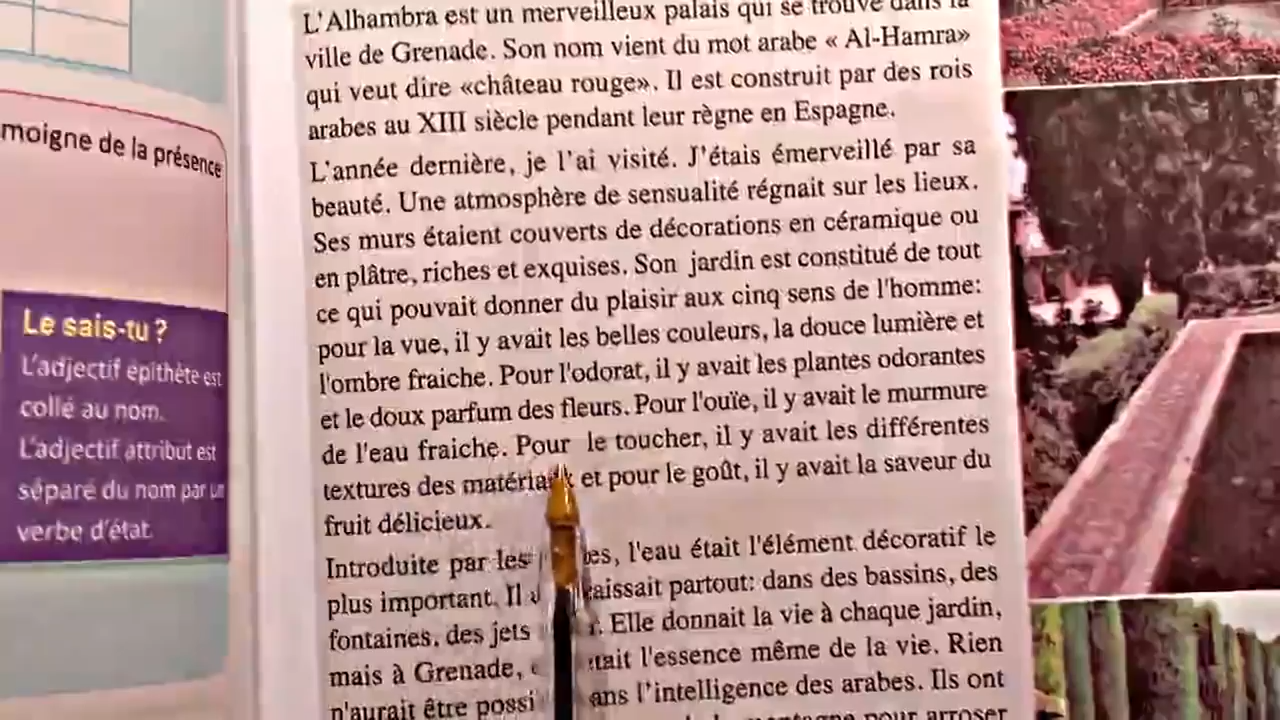 moigne de la présence
Le sais-tu ?
L'adjectif épithète est
collé au nom.
L'adjectif attribut est
séparé du nom par un
verbe d'état.
L'Alhambra est un merveilleux palais qui se trouve dans la
ville de Grenade. Son nom vient du mot arabe « Al-Hamra»
qui veut dire «château rouge». Il est construit par des rois
arabes au XIII siècle pendant leur règne en Espagne.
L'année dernière, je l'ai visité. J'étais émerveillé par sa
beauté. Une atmosphère de sensualité régnait sur les lieux.
Ses murs étaient couverts de décorations en céramique ou
en plâtre, riches et exquises. Son jardin est constitué de tout
ce qui pouvait donner du plaisir aux cinq sens de l'homme:
pour la vue, il y avait les belles couleurs, la douce lumière et
l'ombre fraiche. Pour l'odorat, il y avait les plantes odorantes
et le doux parfum des fleurs. Pour l'ouïe, il y avait le murmure
de l'eau fraiche. Pour le toucher, il y avait les différentes
textures des matériaux et pour le goût, il y avait la saveur du
fruit délicieux.
Introduite par les l'eau était l'élément décoratif le
plus important. Il partout: dans des bassins, des
fontaines, des jets Elle donnait la vie à chaque jardin,
mais à Grenade, l'essence même de la vie. Rien
n'aurait être l'intelligence des arabes. Ils ont
pour arroser